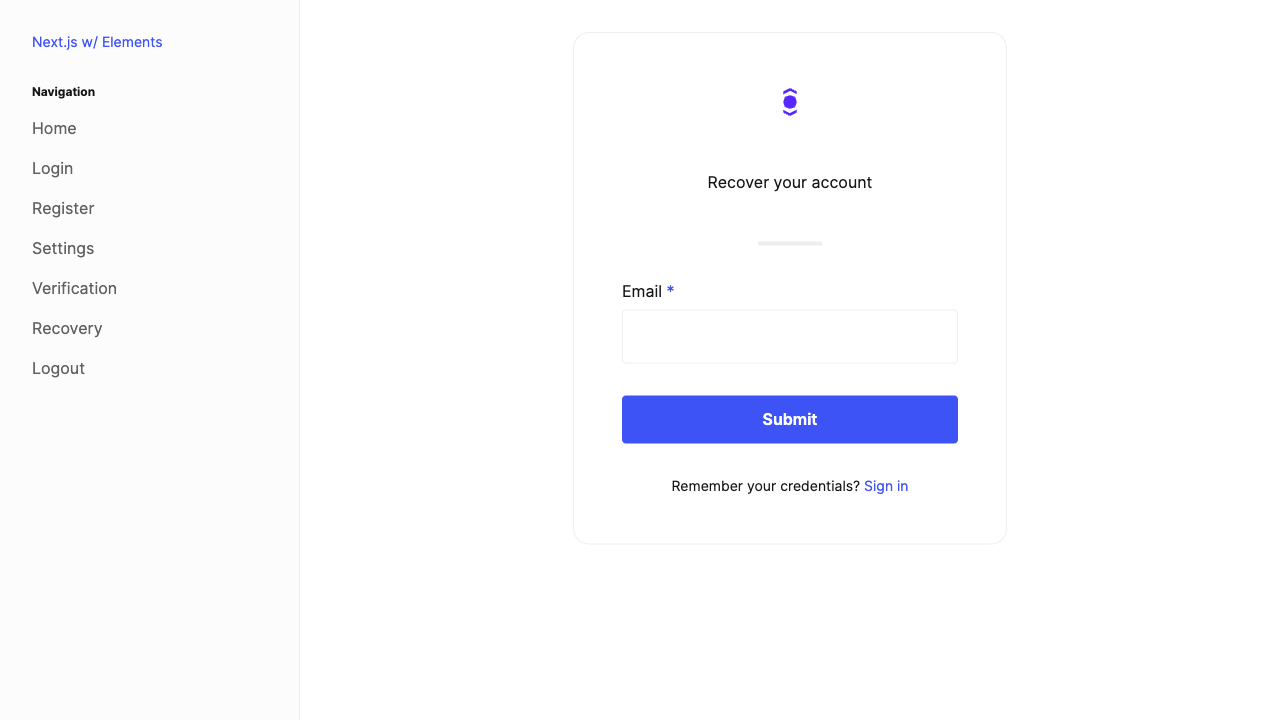 Next.js w/ Elements
Navigation
Home
Login
Register
Settings
Verification
Recovery
Logout
Recover your account
Email *
Submit
Remember your credentials? Sign in